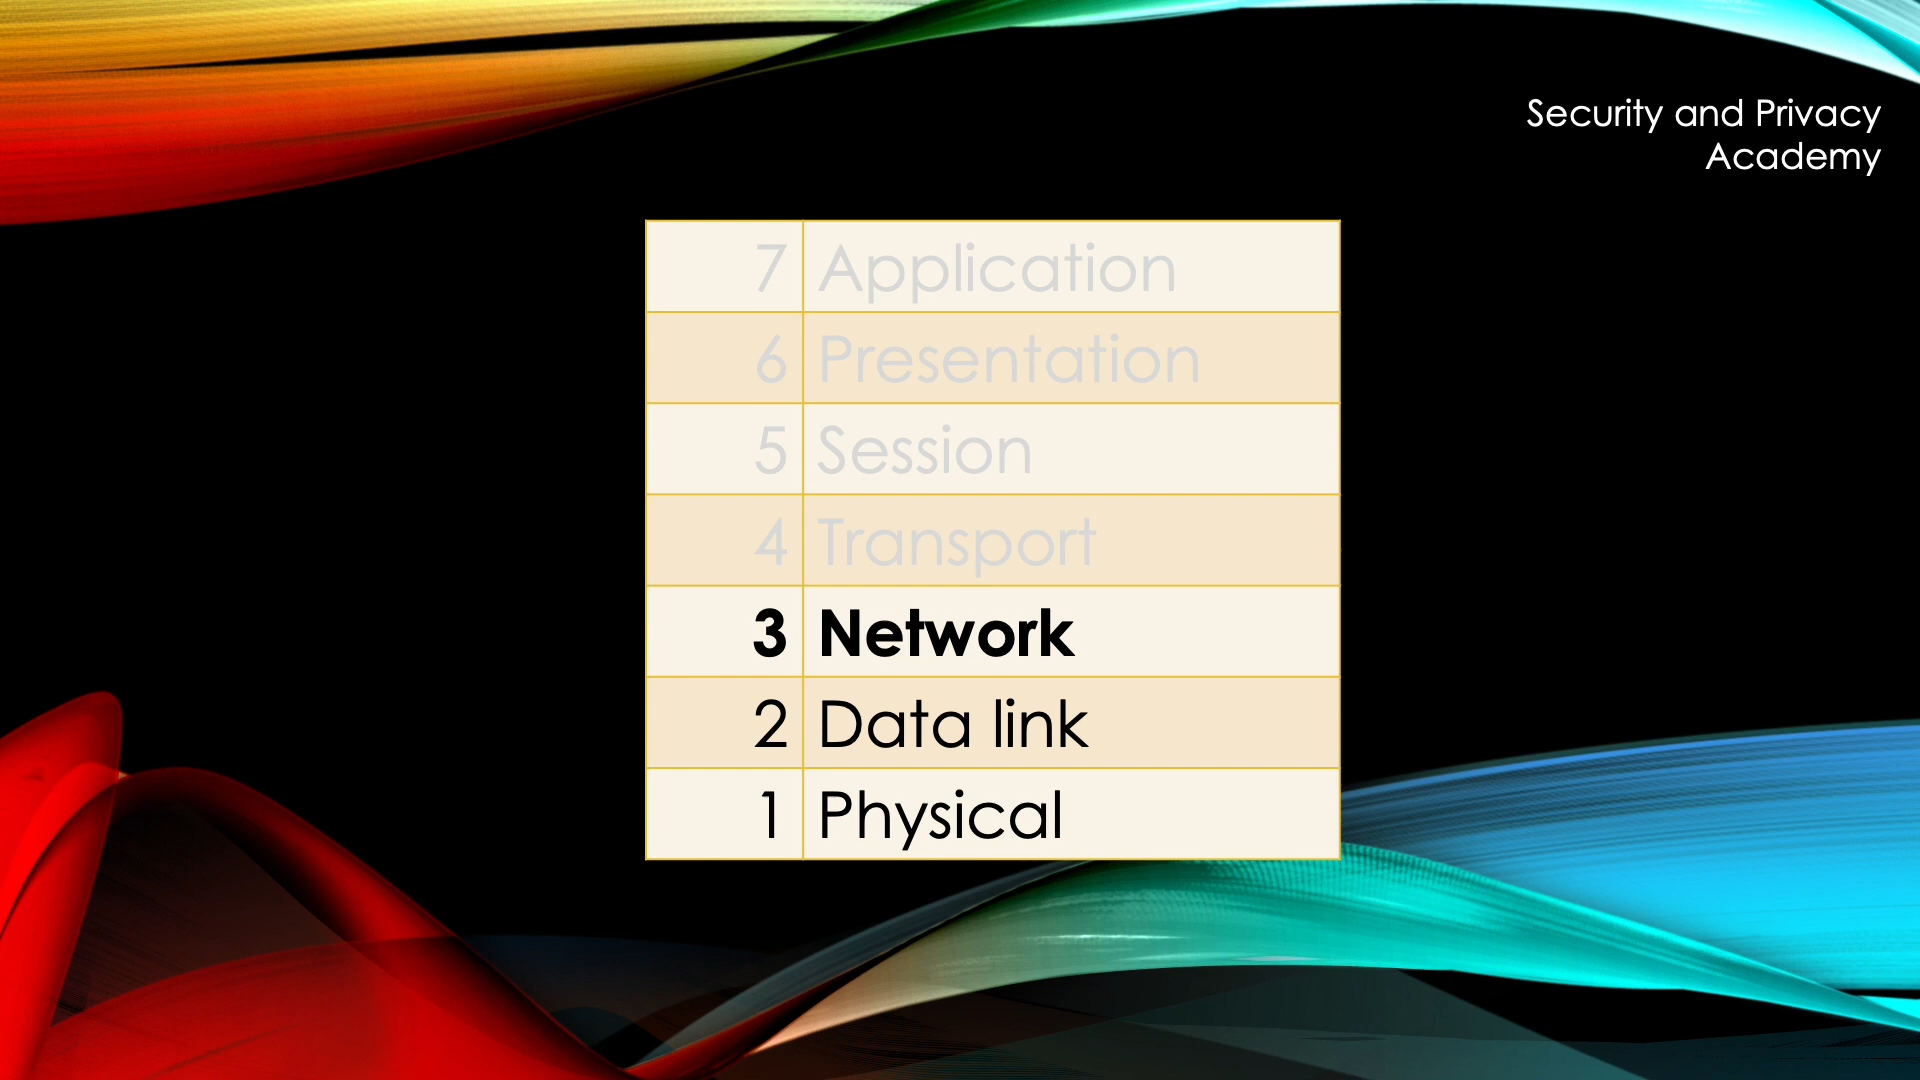 Security and Privacy
Academy
7 Application
6 Presentation
5 Session
4 Transport
3 Network
2 Data link
1 Physical